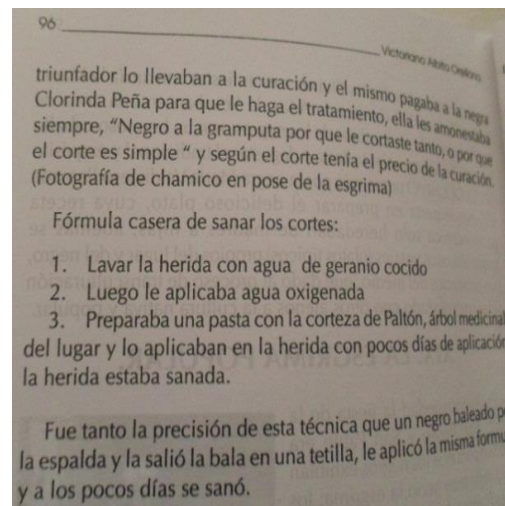 96
Victoriano Albito Orellano
triunfador lo llevaban a la curación y el mismo pagaba a la negra
Clorinda Peña para que le haga el tratamiento, ella les amonestaba
siempre, “Negro a la gramputa por que le cortaste tanto, o por que
el corte es simple “ y según el corte tenía el precio de la curación.
(Fotografía de chamico en pose de la esgrima)
Fórmula casera de sanar los cortes:
1. Lavar la herida con agua de geranio cocido
2. Luego le aplicaba agua oxigenada
3. Preparaba una pasta con la corteza de Paltón, árbol medicinal
del lugar y lo aplicaban en la herida con pocos días de aplicación
la herida estaba sanada.
Fue tanto la precisión de esta técnica que un negro baleado
la espalda y la salió la bala en una tetilla, le aplicó la misma
y a los pocos días se sanó.